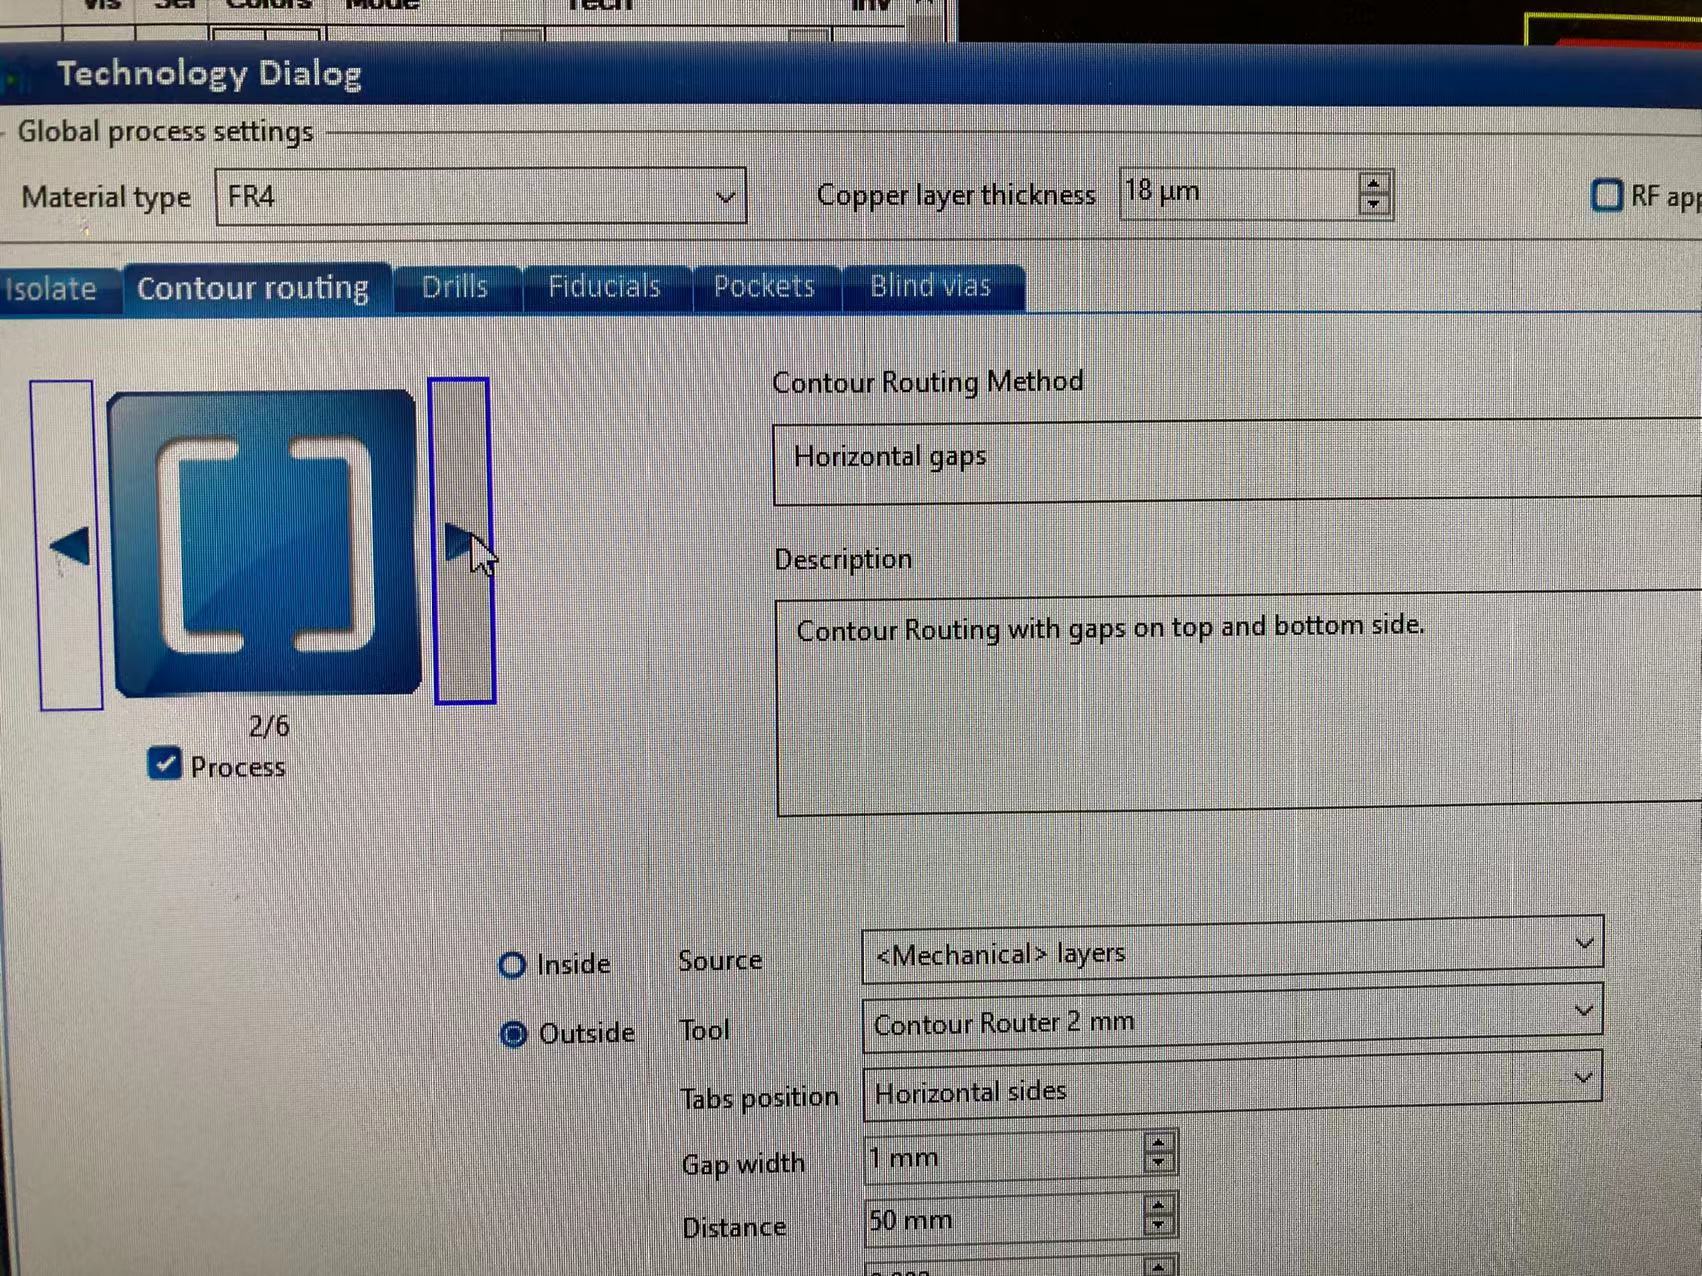 Vis Sel Colors Mode Tech Inv
Technology Dialog
Global process settings
Material type FR4 Copper layer thickness 18 µm RF app
Isolate Contour routing Drills Fiducials Pockets Blind vias
Contour Routing Method
Horizontal gaps
Description
Contour Routing with gaps on top and bottom side.
2/6
Process
Inside Source <Mechanical> layers
Outside Tool Contour Router 2 mm
Tabs position Horizontal sides
Gap width 1 mm
Distance 50 mm